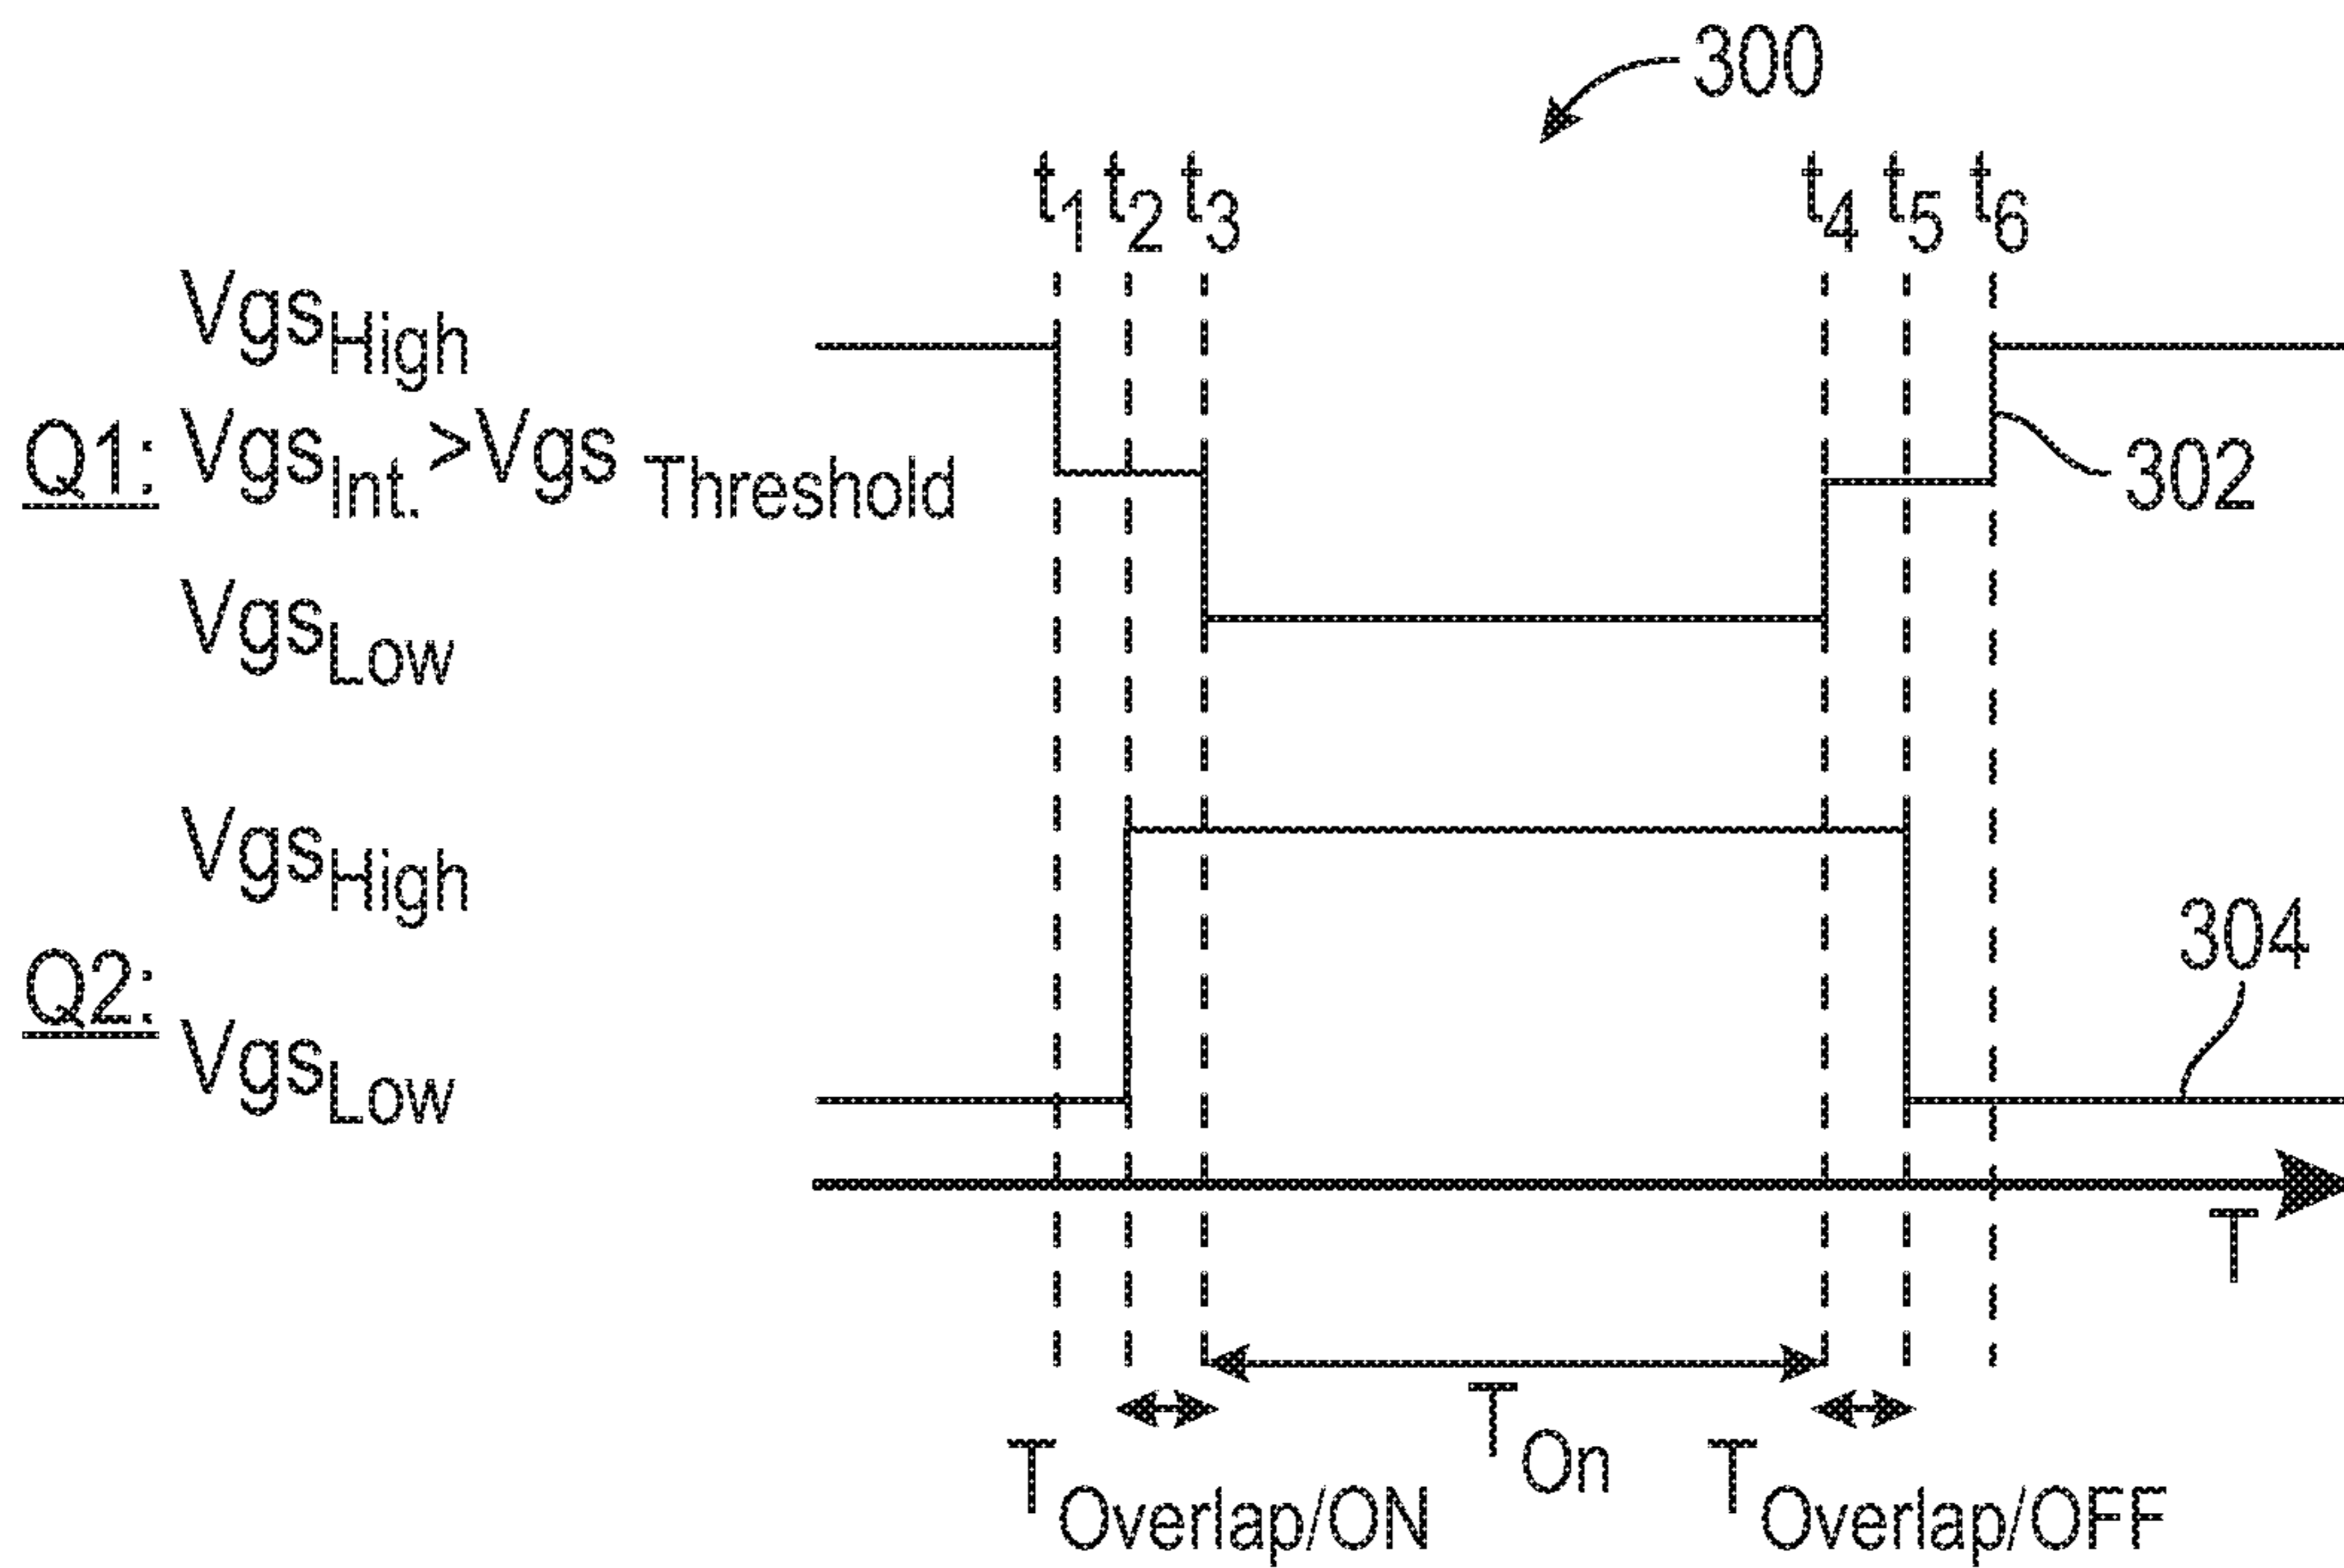 300
t1 t2 t3 t4 t5 t6
VgsHigh
Q1: VgsInt. >Vgs Threshold
302
VgsLow
VgsHigh
304
Q2:
VgsLow
T
TOn
TOverlap/ON TOverlap/OFF